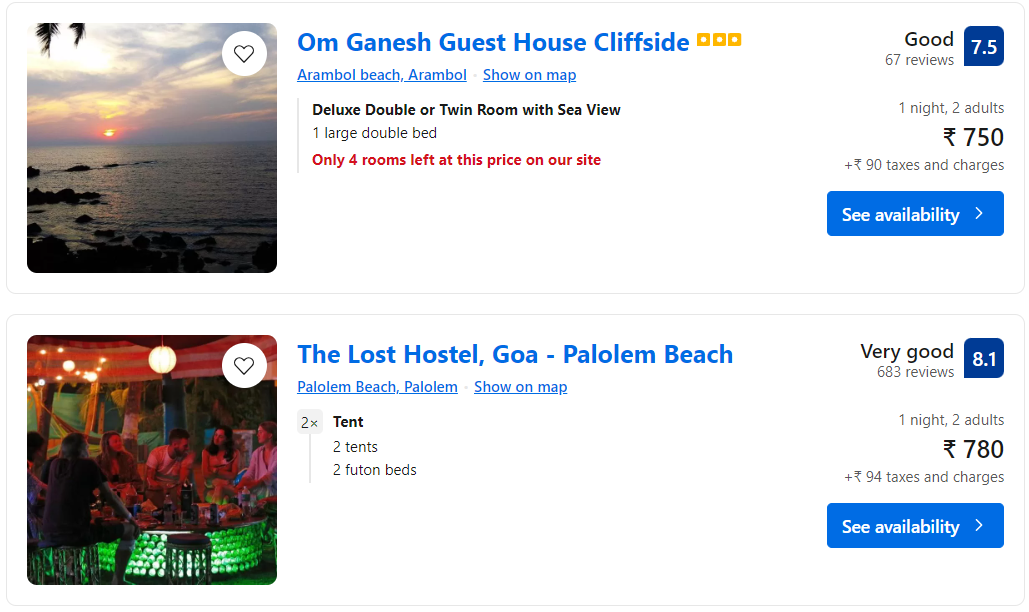 Om Ganesh Guest House Cliffside
Good
67 reviews
7.5
Arambol beach, Arambol · Show on map
Deluxe Double or Twin Room with Sea View
1 large double bed
Only 4 rooms left at this price on our site
1 night, 2 adults
₹ 750
+₹ 90 taxes and charges
See availability
The Lost Hostel, Goa - Palolem Beach
Very good
683 reviews
8.1
Palolem Beach, Palolem · Show on map
2× Tent
2 tents
2 futon beds
1 night, 2 adults
₹ 780
+₹ 94 taxes and charges
See availability